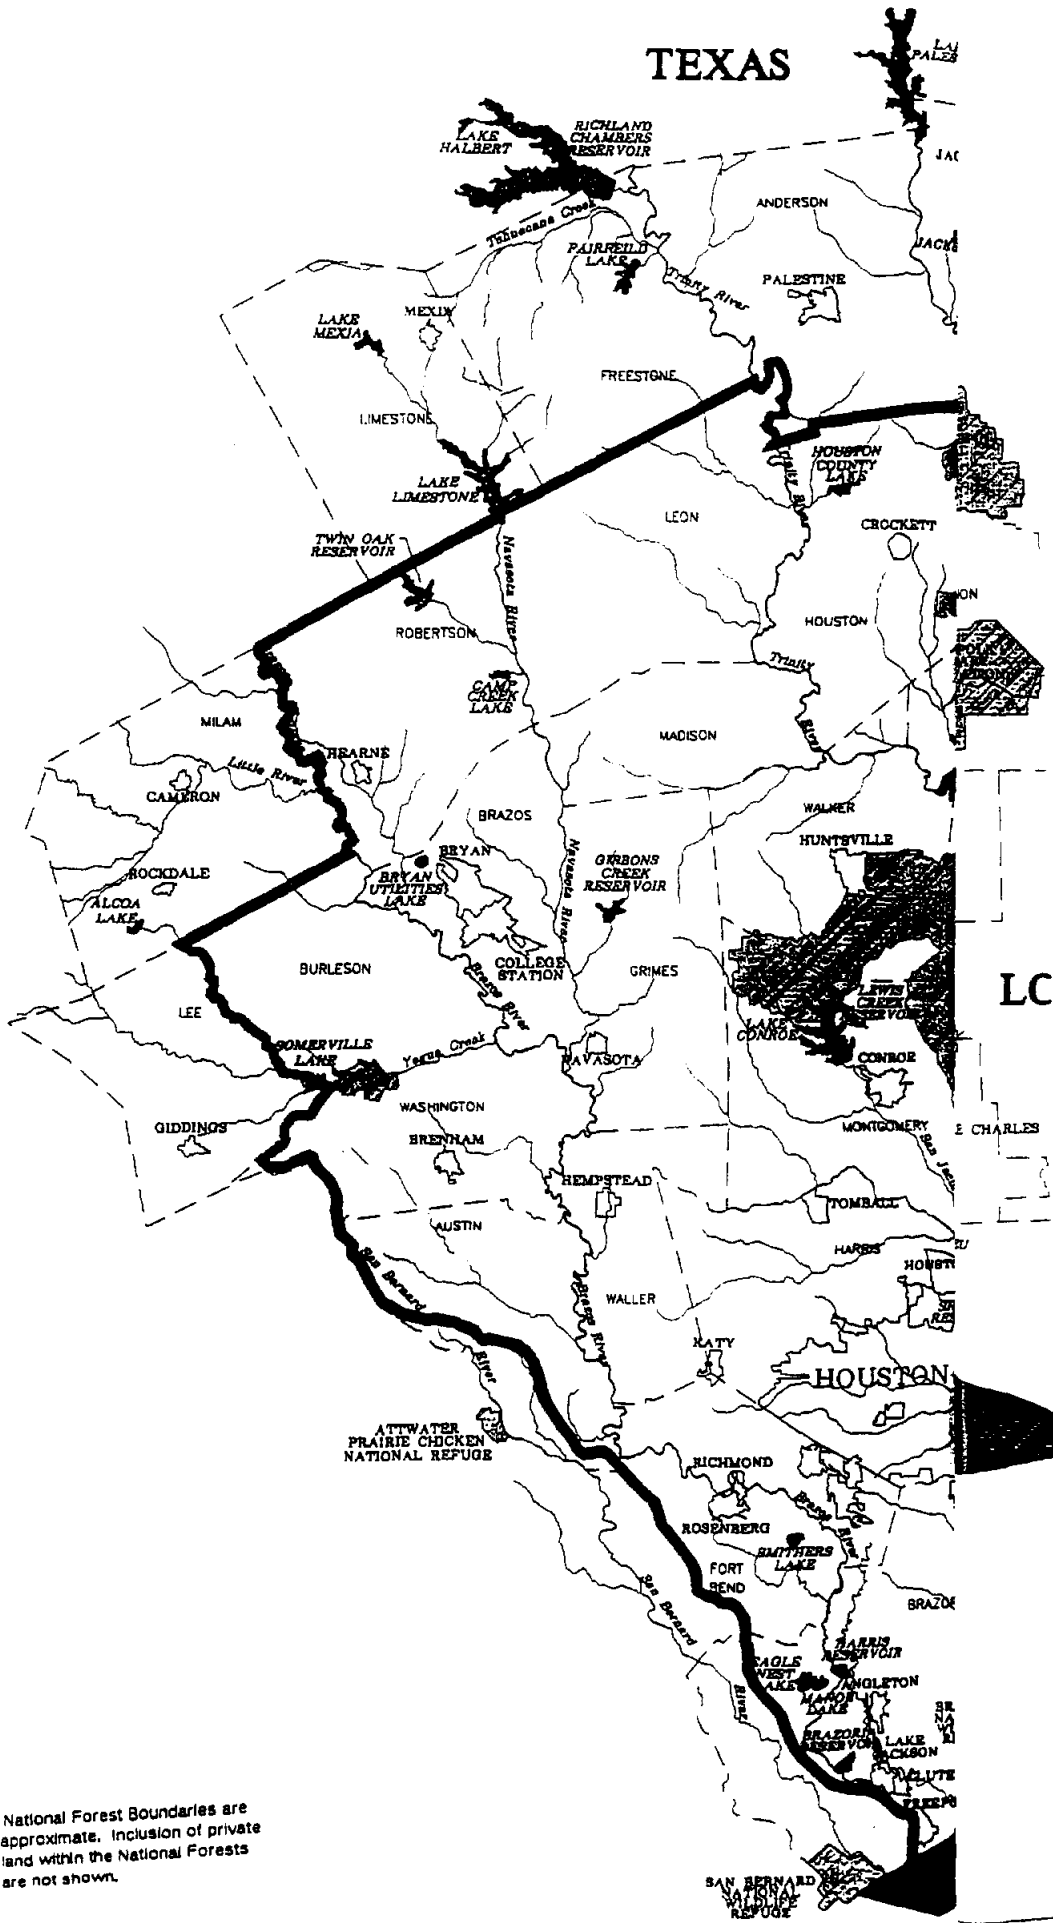 TEXAS
LAKE
HALBERT
RICHLAND
CHAMBERS
RESERVOIR
ANDERSON
Tehuacana Creek
FAIRFEILD
LAKE
Trinity River
PALESTINE
LAKE
MEXIA
MEXIA
FREESTONE
LIMESTONE
LAKE
LIMESTONE
HOUSTON
COUNTY
LAKE
Trinity River
LEON
CROCKETT
TWIN OAK
RESERVOIR
Navasota River
ROBERTSON
HOUSTON
CAMP
CREEK
LAKE
Trinity
River
MILAM
MADISON
HEARNE
Little River
CAMERON
BRAZOS
WALKER
HUNTSVILLE
BRYAN
ROCKDALE
BRYAN
UTILITIES
LAKE
Navasota River
GIBBONS
CREEK
RESERVOIR
ALCOA
LAKE
BURLESON
COLLEGE
STATION
GRIMES
Brazos River
LEE
LEWIS
CREEK
LC
LAKE
CONROE
SOMERVILLE
LAKE
Yegua Creek
NAVASOTA
CONROE
WASHINGTON
GIDDINGS
BRENHAM
MONTGOMERY
E CHARLES
HEMPSTEAD
TOMBALL
AUSTIN
HARRIS
San Bernard
River
WALLER
Brazos River
KATY
HOUSTON
ATTWATER
PRAIRIE CHICKEN
NATIONAL REFUGE
RICHMOND
Brazos
River
ROSENBERG
SMITHERS
LAKE
FORT
BEND
San Bernard
River
HARRIS
RESERVOIR
EAGLE
NEST
LAKE
ANGLETON
MANOR
LAKE
LAKE
JACKSON
National Forest Boundaries are
approximate. Inclusion of private
land within the National Forests
are not shown.
SAN BERNARD
NATIONAL
WILDLIFE
REFUGE